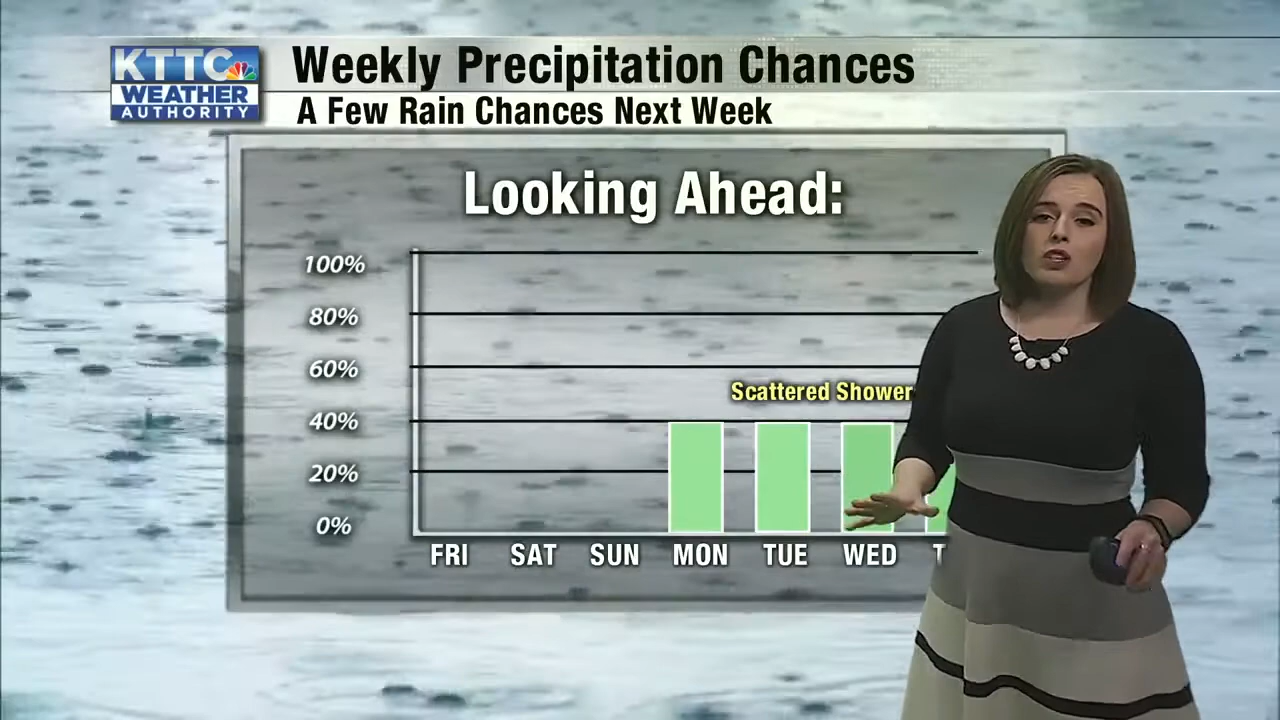 KTTC
WEATHER
AUTHORITY
Weekly Precipitation Chances
A Few Rain Chances Next Week
Looking Ahead:
100%
80%
60%
Scattered Shower
40%
20%
0%
FRI SAT SUN MON TUE WED T